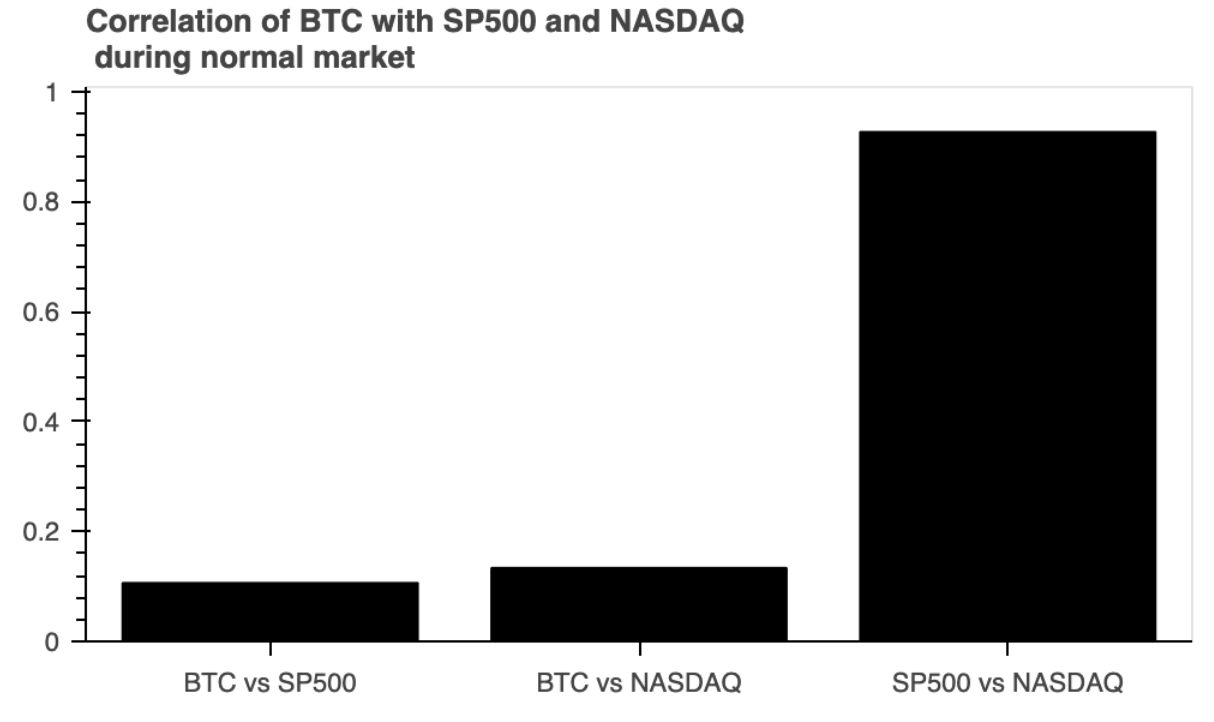 Correlation of BTC with SP500 and NASDAQ
during normal market
1
0.8
0.6
0.4
0.2
0
BTC vs SP500
BTC vs NASDAQ
SP500 vs NASDAQ